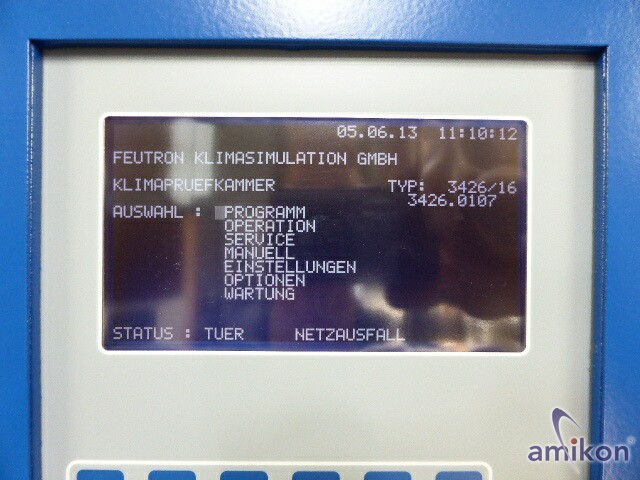 05.06.13 11:10:12
FEUTRON KLIMASIMULATION GMBH
KLIMAPRUEFKAMMER TYP: 3426/16
3426.0107
AUSWAHL : PROGRAMM
OPERATION
SERVICE
MANUELL
EINSTELLUNGEN
OPTIONEN
WARTUNG
STATUS : TUER NETZAUSFALL
amikon®